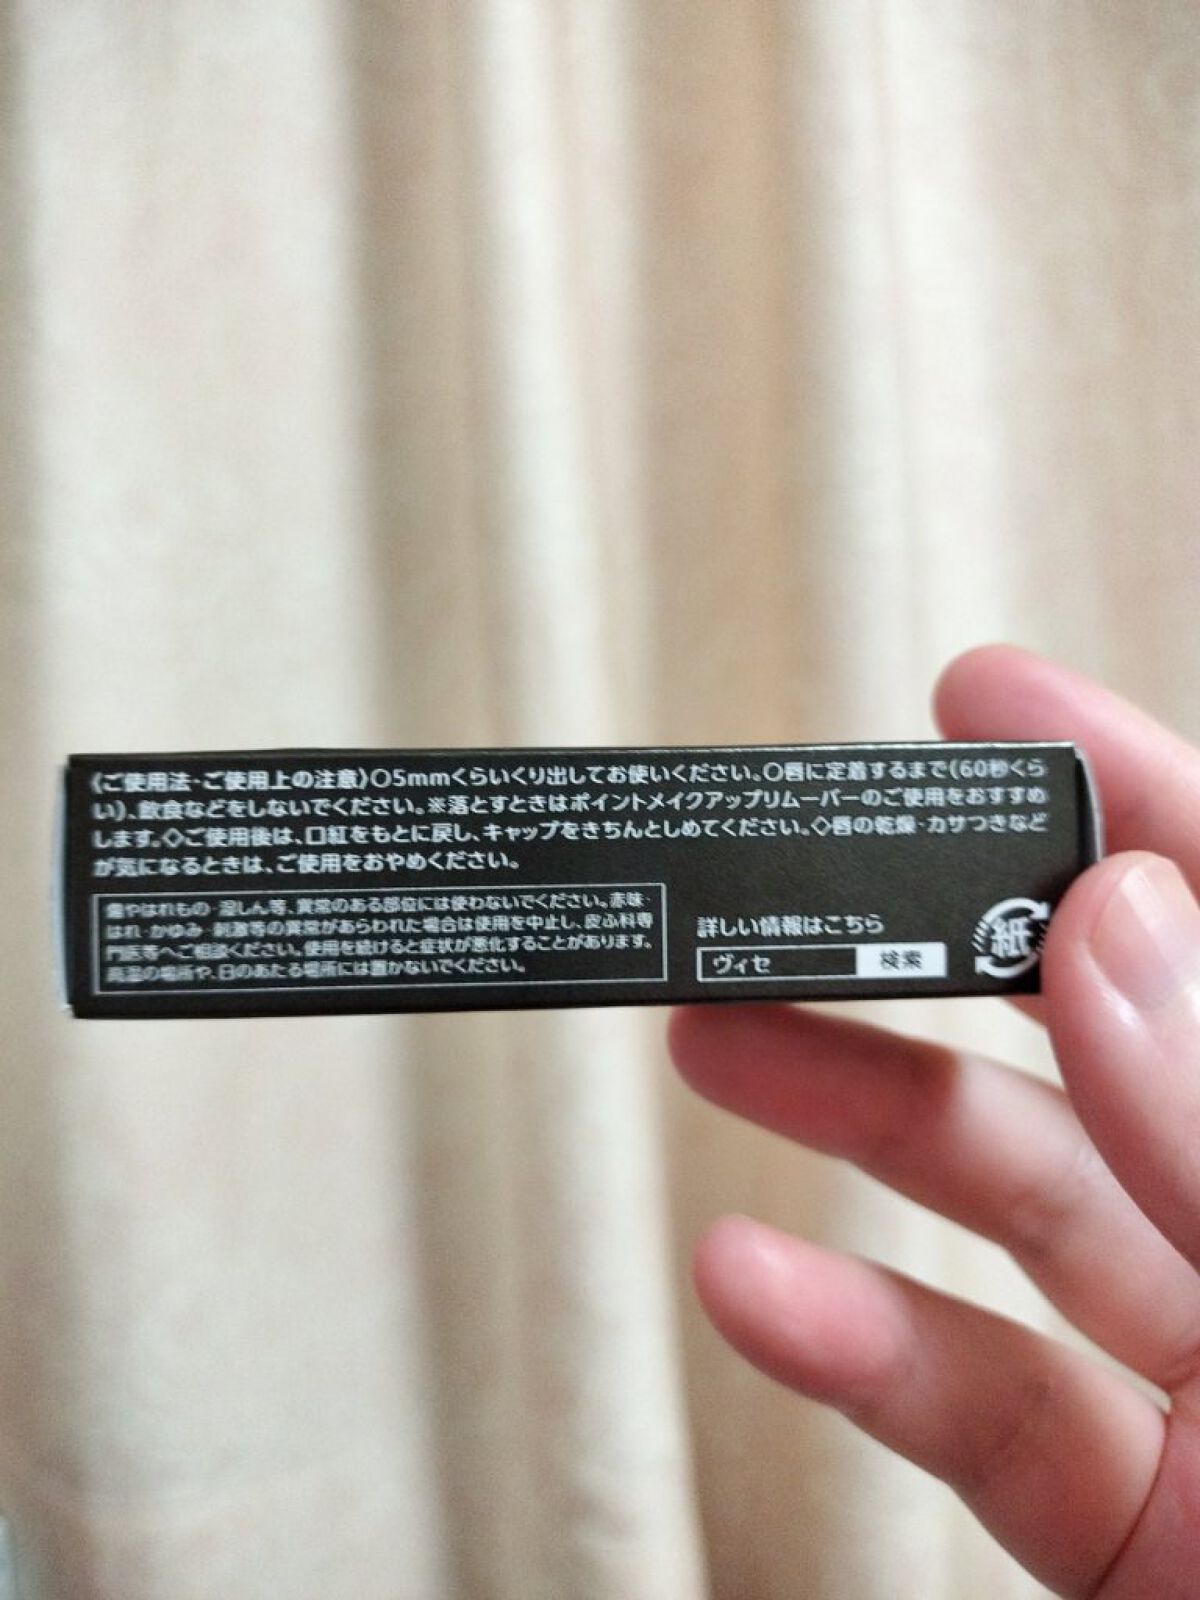 《ご使用法・ご使用上の注意》○5mmくらいくり出してお使いください。○唇に定着するまで(60秒くら
い)、飲食などをしないでください。※落とすときはポイントメイクアップリムーバーのご使用をおすすめ
します。◇ご使用後は、口紅をもとに戻し、キャップをきちんとしめてください。◇唇の乾燥・カサつきなど
が気になるときは、ご使用をおやめください。
傷やはれもの・湿しん等、異常のある部位には使わないでください。赤味・
はれ・かゆみ・刺激等の異常があらわれた場合は使用を中止し、皮ふ科専
門医等へご相談ください。使用を続けると症状が悪化することがあります。
高温の場所や、日のあたる場所には置かないでください。
詳しい情報はこちら
ヴィセ 検索
紙